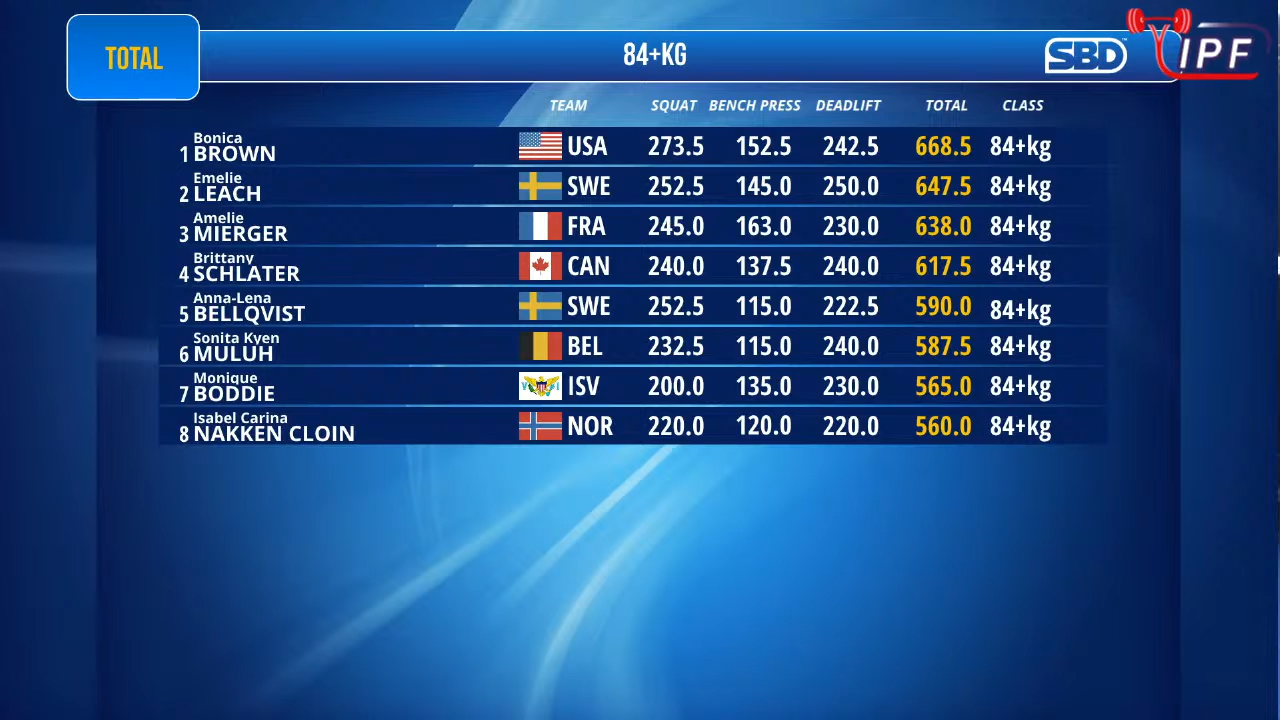 TOTAL
84+KG
SBD™
IPF
TEAM SQUAT BENCH PRESS DEADLIFT TOTAL CLASS
1 Bonica BROWN USA 273.5 152.5 242.5 668.5 84+kg
2 Emelie LEACH SWE 252.5 145.0 250.0 647.5 84+kg
3 Amelie MIERGER FRA 245.0 163.0 230.0 638.0 84+kg
4 Brittany SCHLATER CAN 240.0 137.5 240.0 617.5 84+kg
5 Anna-Lena BELLQVIST SWE 252.5 115.0 222.5 590.0 84+kg
6 Sonita Kyen MULUH BEL 232.5 115.0 240.0 587.5 84+kg
7 Monique BODDIE V I ISV 200.0 135.0 230.0 565.0 84+kg
8 Isabel Carina NAKKEN CLOIN NOR 220.0 120.0 220.0 560.0 84+kg